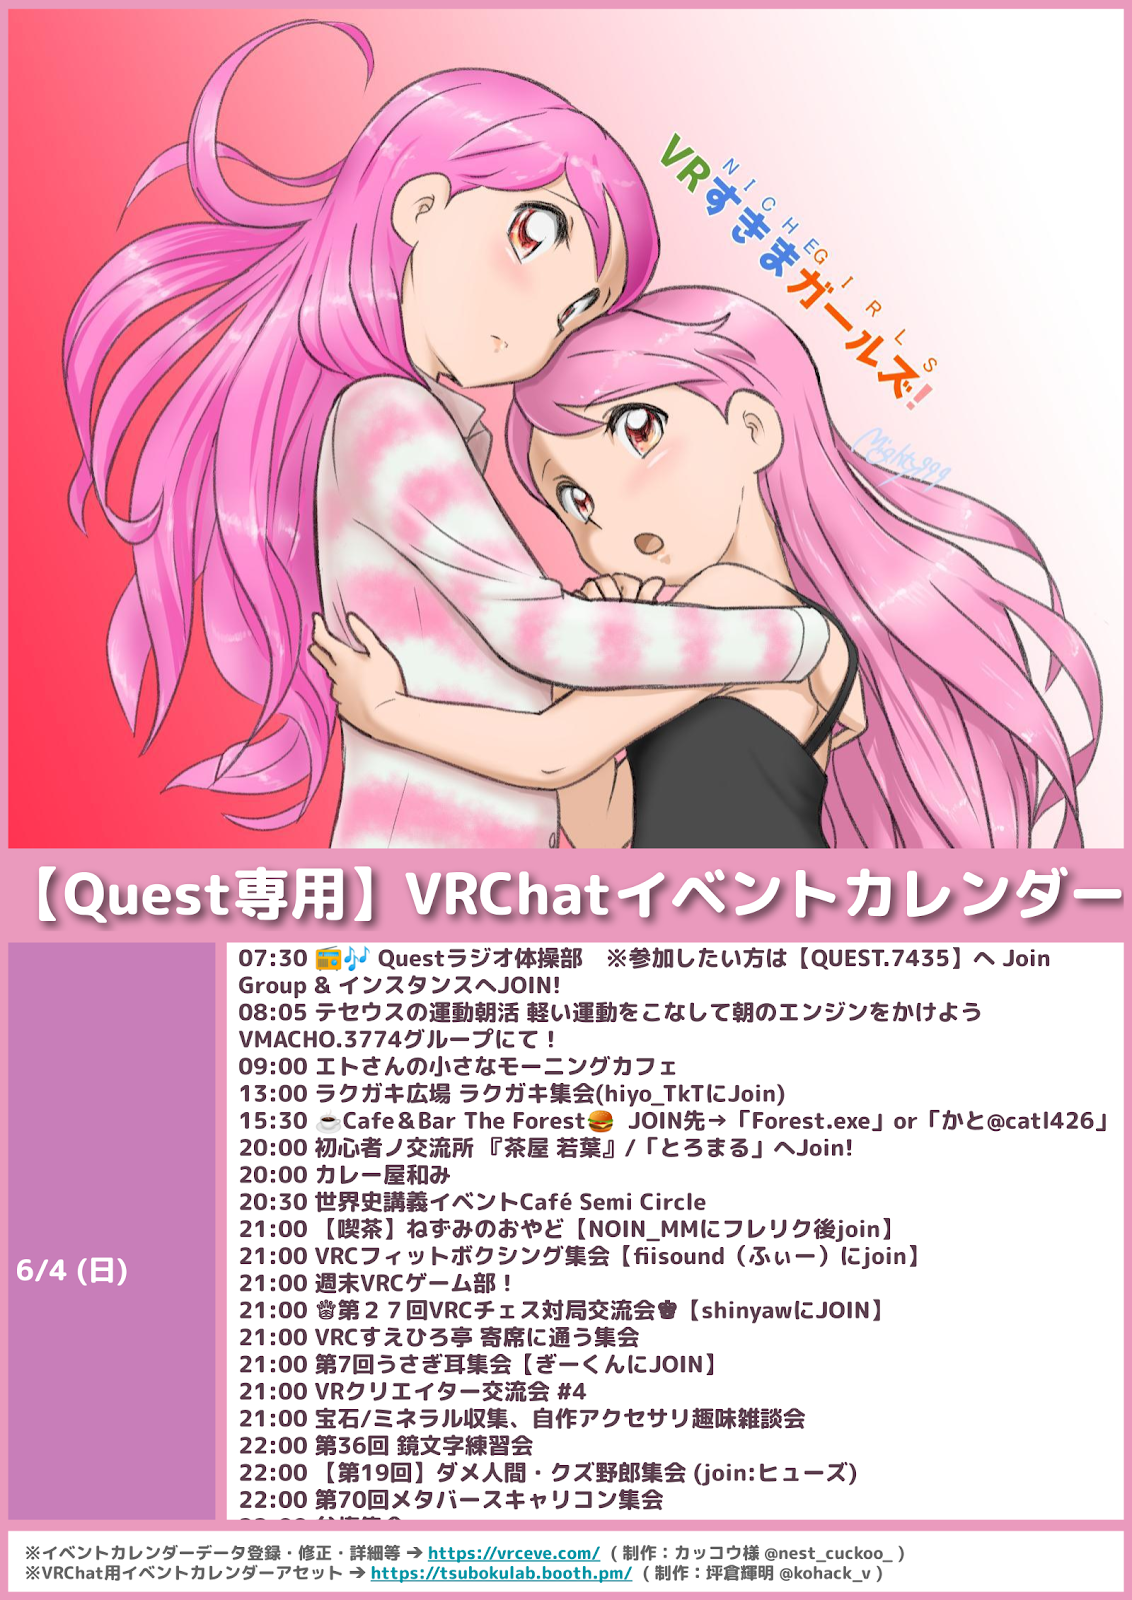 NICHE GIRLS
VRすきまガールズ!
Mighty999
【Quest専用】VRChatイベントカレンダー
6/4 (日)
07:30 📻🎶 Questラジオ体操部　※参加したい方は【QUEST.7435】へ Join
Group & インスタンスへJOIN!
08:05 テセウスの運動朝活 軽い運動をこなして朝のエンジンをかけよう
VMACHO.3774グループにて！
09:00 エトさんの小さなモーニングカフェ
13:00 ラクガキ広場 ラクガキ集会(hiyo_TkTにJoin)
15:30 ☕Cafe＆Bar The Forest🍔 JOIN先→「Forest.exe」or「かと@catl426」
20:00 初心者ノ交流所 『茶屋 若葉』/「とろまる」へJoin!
20:00 カレー屋和み
20:30 世界史講義イベントCafé Semi Circle
21:00 【喫茶】ねずみのおやど【NOIN_MMにフレリク後join】
21:00 VRCフィットボクシング集会【fiisound（ふぃー）にjoin】
21:00 週末VRCゲーム部！
21:00 ♕第２７回VRCチェス対局交流会♚【shinyawにJOIN】
21:00 VRCすえひろ亭 寄席に通う集会
21:00 第7回うさぎ耳集会【ぎーくんにJOIN】
21:00 VRクリエイター交流会 #4
21:00 宝石/ミネラル収集、自作アクセサリ趣味雑談会
22:00 第36回 鏡文字練習会
22:00 【第19回】ダメ人間・クズ野郎集会 (join:ヒューズ)
22:00 第70回メタバースキャリコン集会
※イベントカレンダーデータ登録・修正・詳細等 ➔ https://vrceve.com/ （ 制作：カッコウ様 @nest_cuckoo_ ）
※VRChat用イベントカレンダーアセット ➔ https://tsubokulab.booth.pm/ （ 制作：坪倉輝明 @kohack_v ）